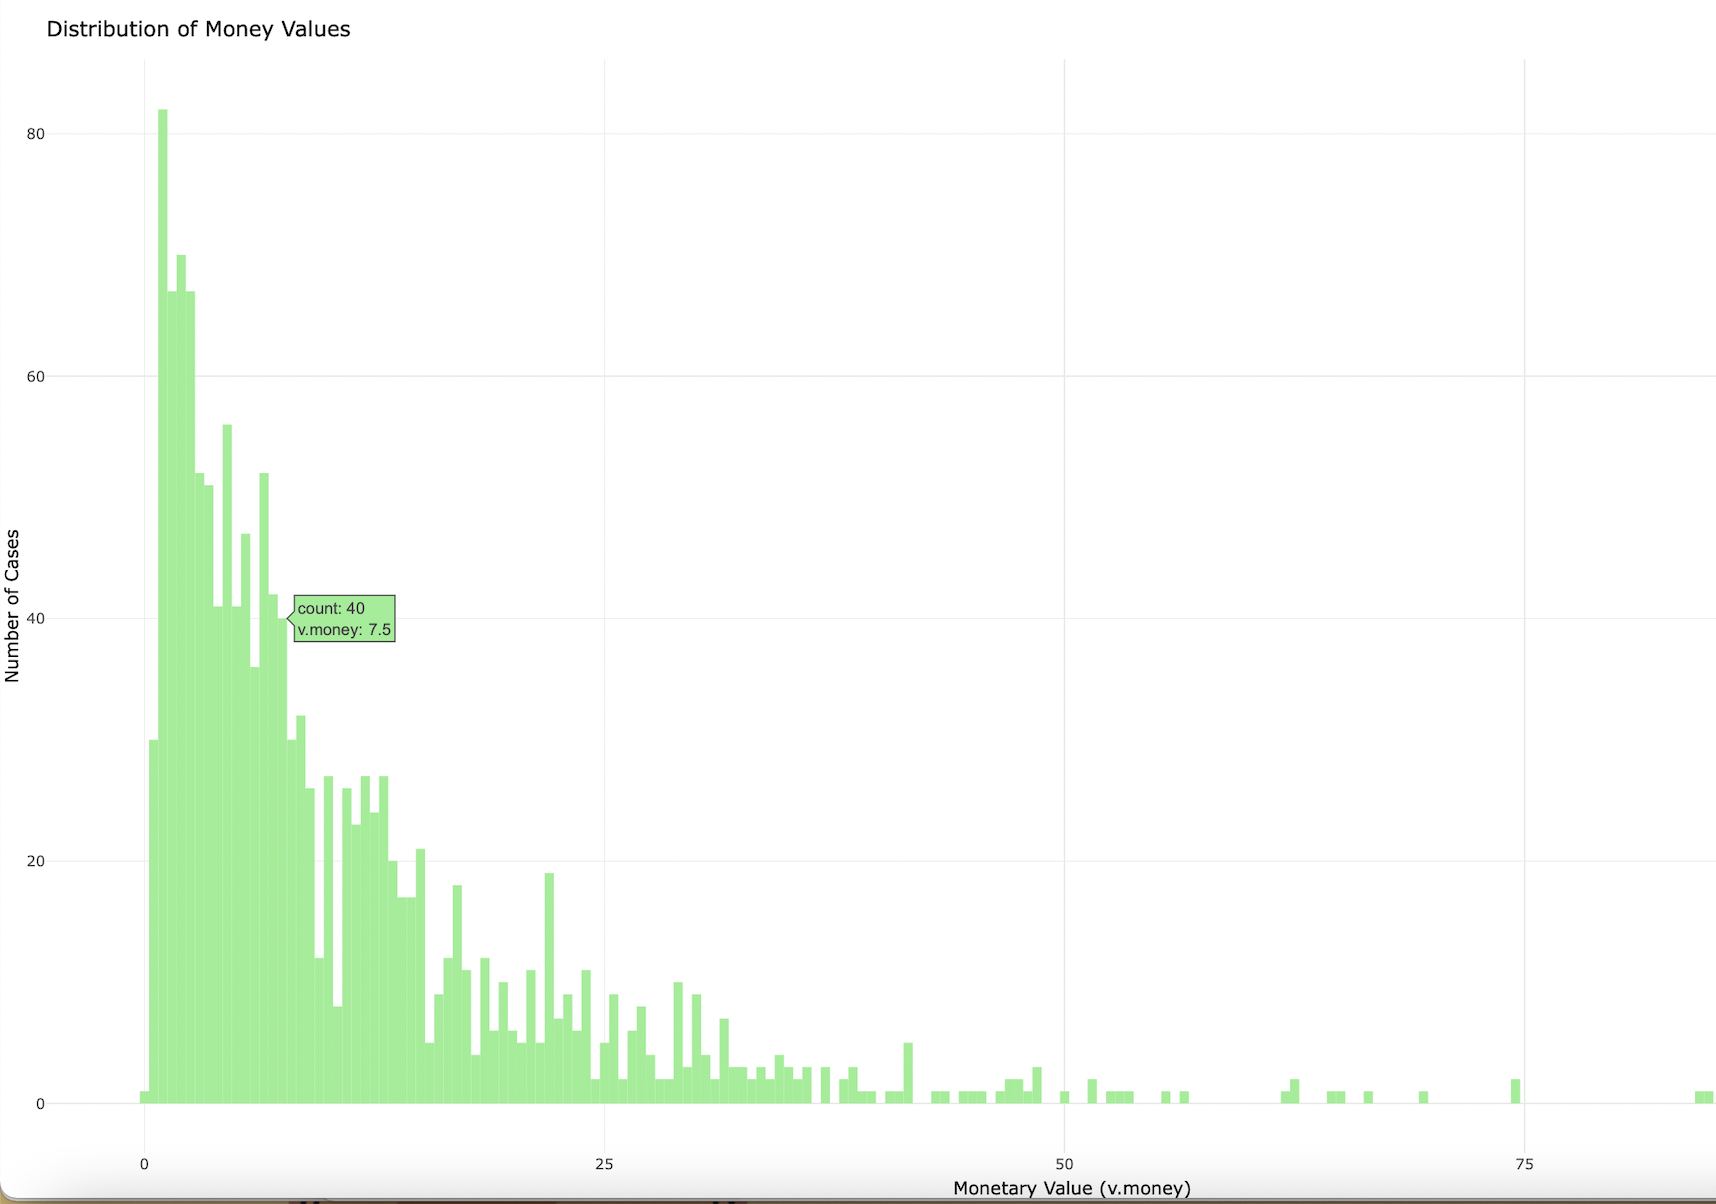 Distribution of Money Values
80
60
40
20
0
Number of Cases
count: 40
v.money: 7.5
0
25
50
75
Monetary Value (v.money)